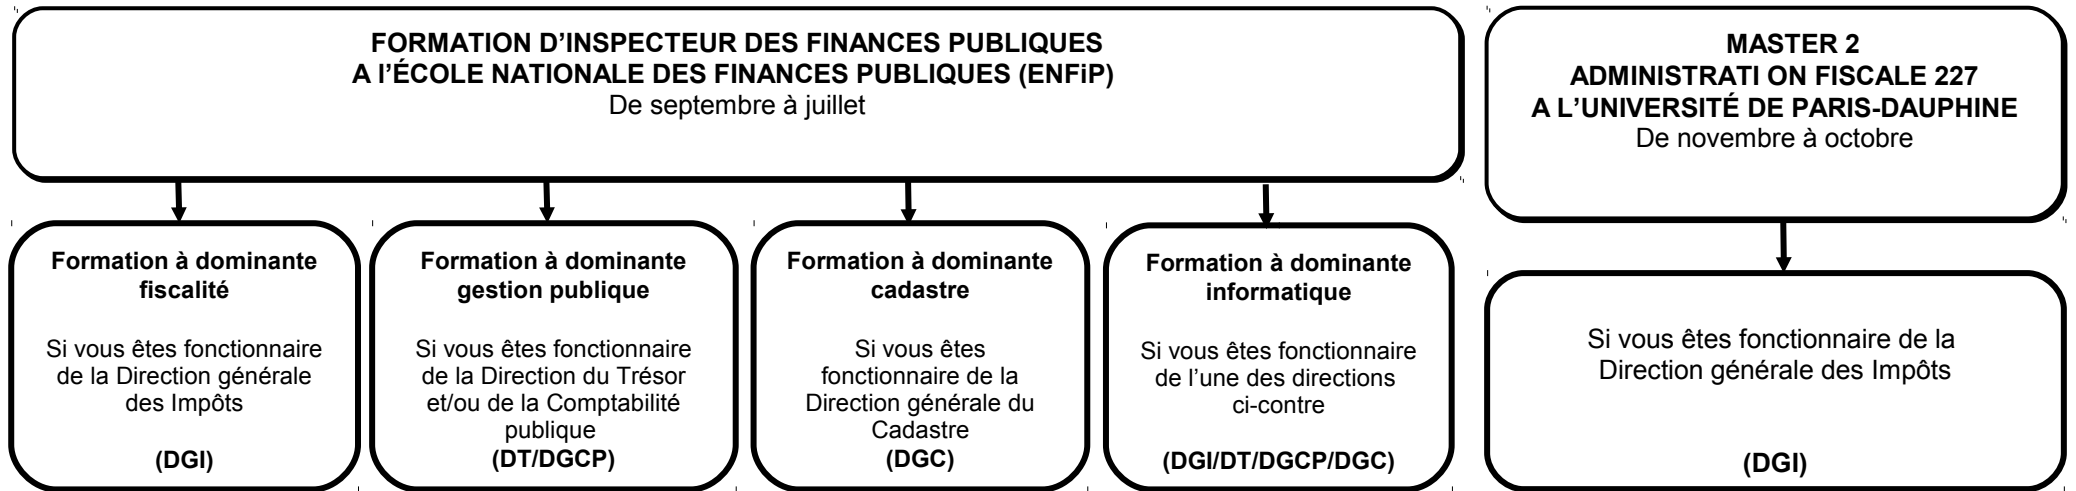 FORMATION D’INSPECTEUR DES FINANCES PUBLIQUES
A l’ÉCOLE NATIONALE DES FINANCES PUBLIQUES (ENFiP)
De septembre à juillet
MASTER 2
ADMINISTRATI ON FISCALE 227
A L’UNIVERSITÉ DE PARIS-DAUPHINE
De novembre à octobre
Formation à dominante
fiscalité
Si vous êtes fonctionnaire
de la Direction générale
des Impôts
(DGI)
Formation à dominante
gestion publique
Si vous êtes fonctionnaire
de la Direction du Trésor
et/ou de la Comptabilité
publique
(DT/DGCP)
Formation à dominante
cadastre
Si vous êtes
fonctionnaire de la
Direction générale du
Cadastre
(DGC)
Formation à dominante
informatique
Si vous êtes fonctionnaire
de l’une des directions
ci-contre
(DGI/DT/DGCP/DGC)
Si vous êtes fonctionnaire de la
Direction générale des Impôts
(DGI)